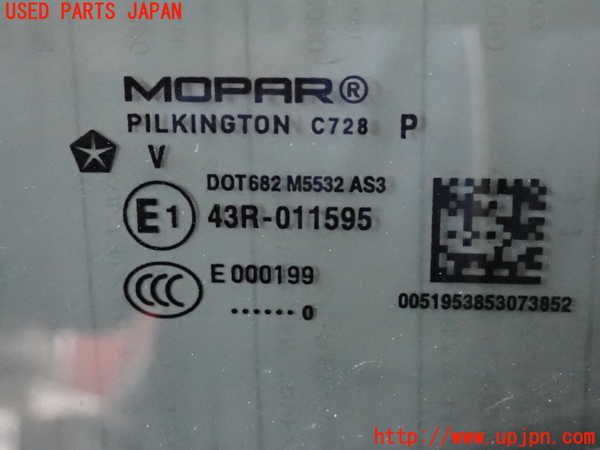 USED PARTS JAPAN
MOPAR®
PILKINGTON C728 P
V
DOT682 M5532 AS3
E1 43R-011595
CCC E000199
...... 0
0051953853073852
http://www.upjpn.com